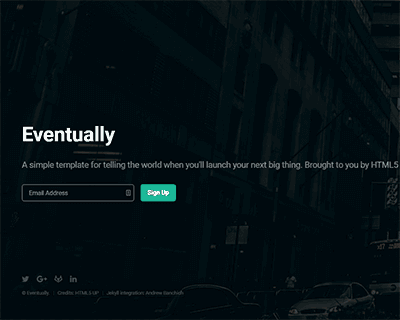 Eventually
A simple template for telling the world when you'll launch your next big thing. Brought to you by HTML5
Email Address
Sign Up
© Eventually
Credits: HTML5 UP
Jekyll Integration: Andrew Banchich